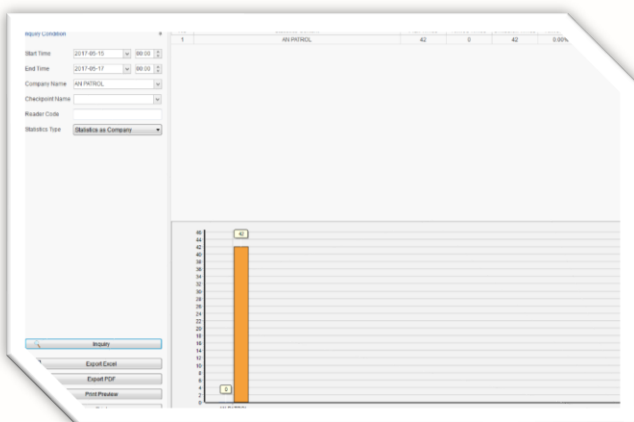 Inquiry Condition
1 AN PATROL 42 0 42 0.00%
Start Time 2017-05-15 00:00
End Time 2017-05-17 00:00
Company Name AN PATROL
Checkpoint Name
Reader Code
Statistics Type Statistics as Company
46
44
42
40
38
36
34
32
30
28
26
24
22
20
18
16
14
12
10
8
6
4
2
0
42
0
Inquiry
Export Excel
Export PDF
Print Preview